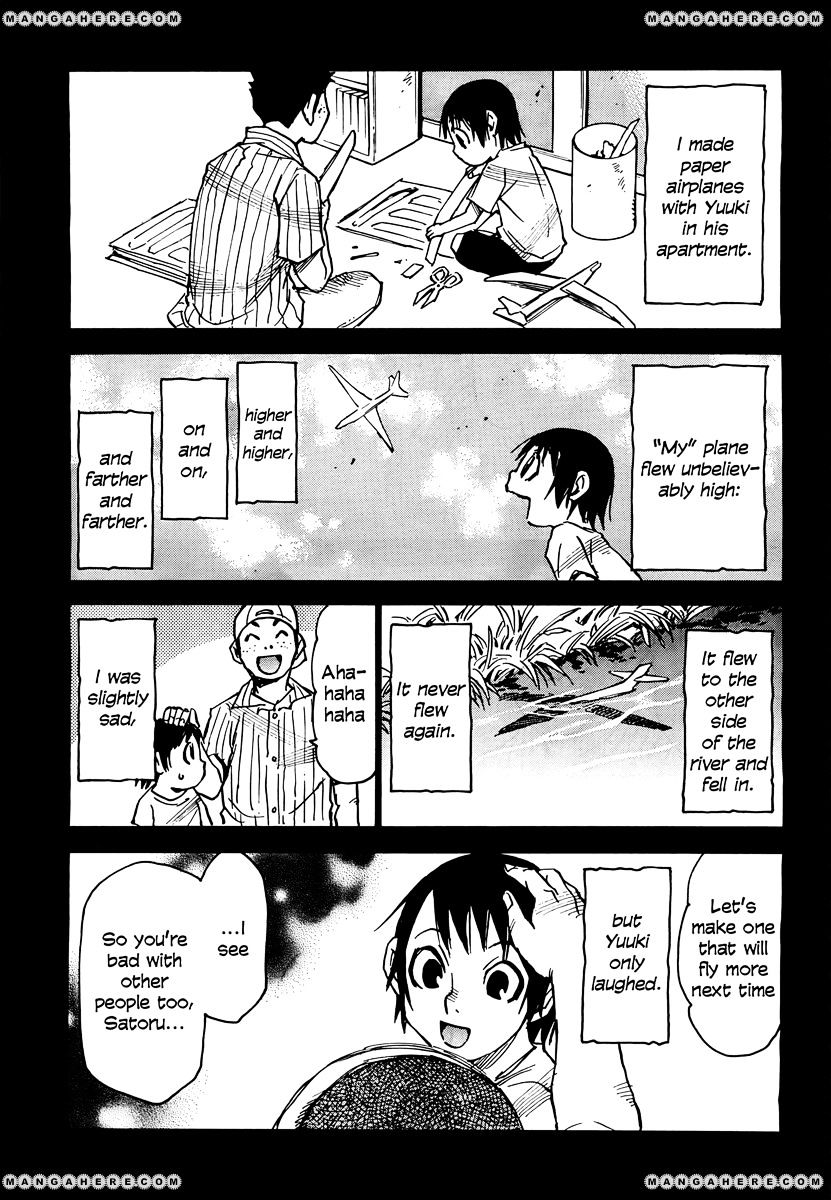 MANGAHERE.COM
MANGAHERE.COM
I made
paper
airplanes
with Yuuki
in his
apartment.
"My" plane
flew unbeliev-
ably high:
higher
and
higher,
on
and
on,
and
farther
and
farther.
It flew
to the
other
side
of the
river and
fell in.
It never
flew
again.
Aha-
haha
haha
I was
slightly
sad,
Let's
make one
that will
fly more
next time
but
Yuuki
only
laughed.
...I
see
So you're
bad with
other
people too,
Satoru...
MANGAHERE.COM
MANGAHERE.COM